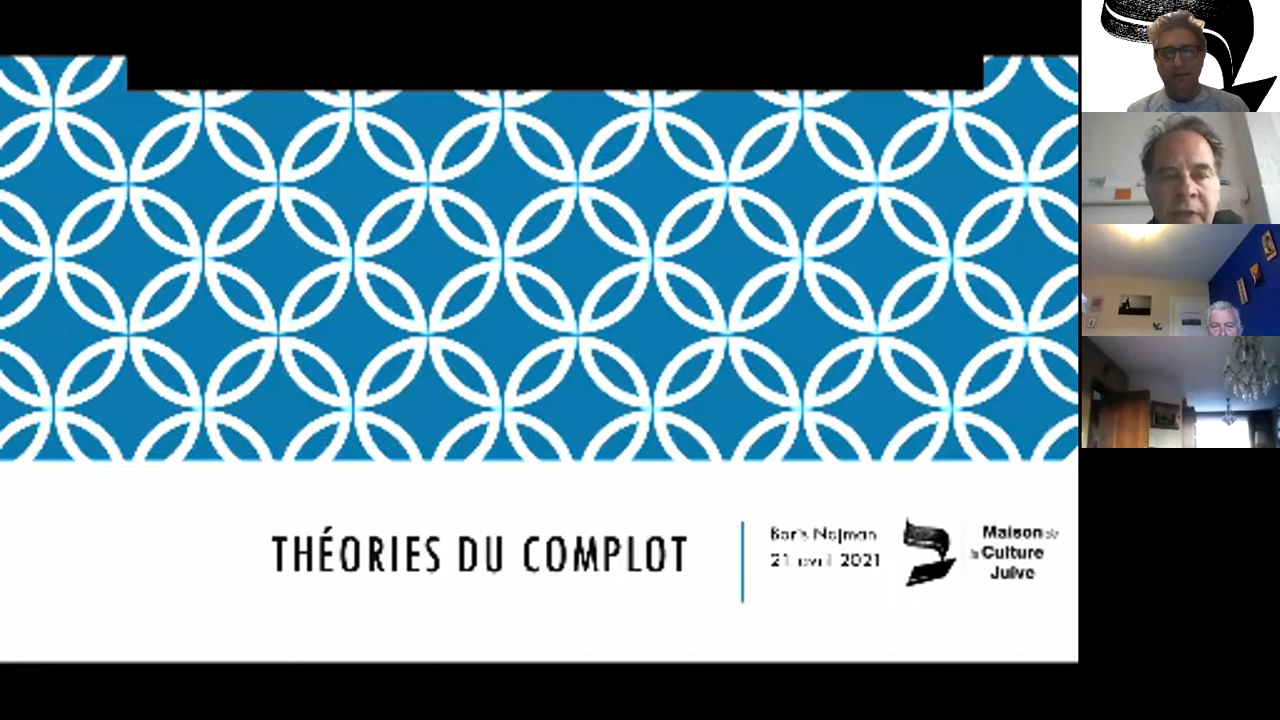 THÉORIES DU COMPLOT
Boris Najman
21 avril 2021
Maison de
la Culture
Juive